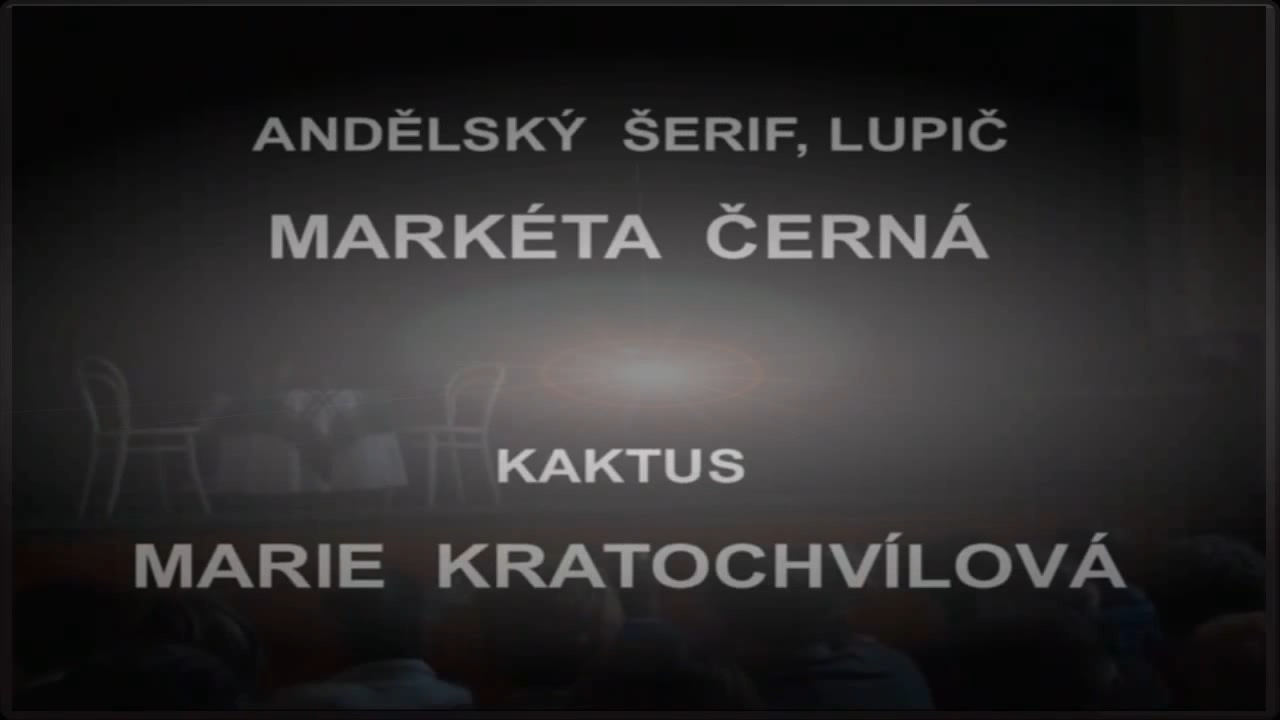 ANDĚLSKÝ ŠERIF, LUPIČ
MARKÉTA ČERNÁ
KAKTUS
MARIE KRATOCHVÍLOVÁ